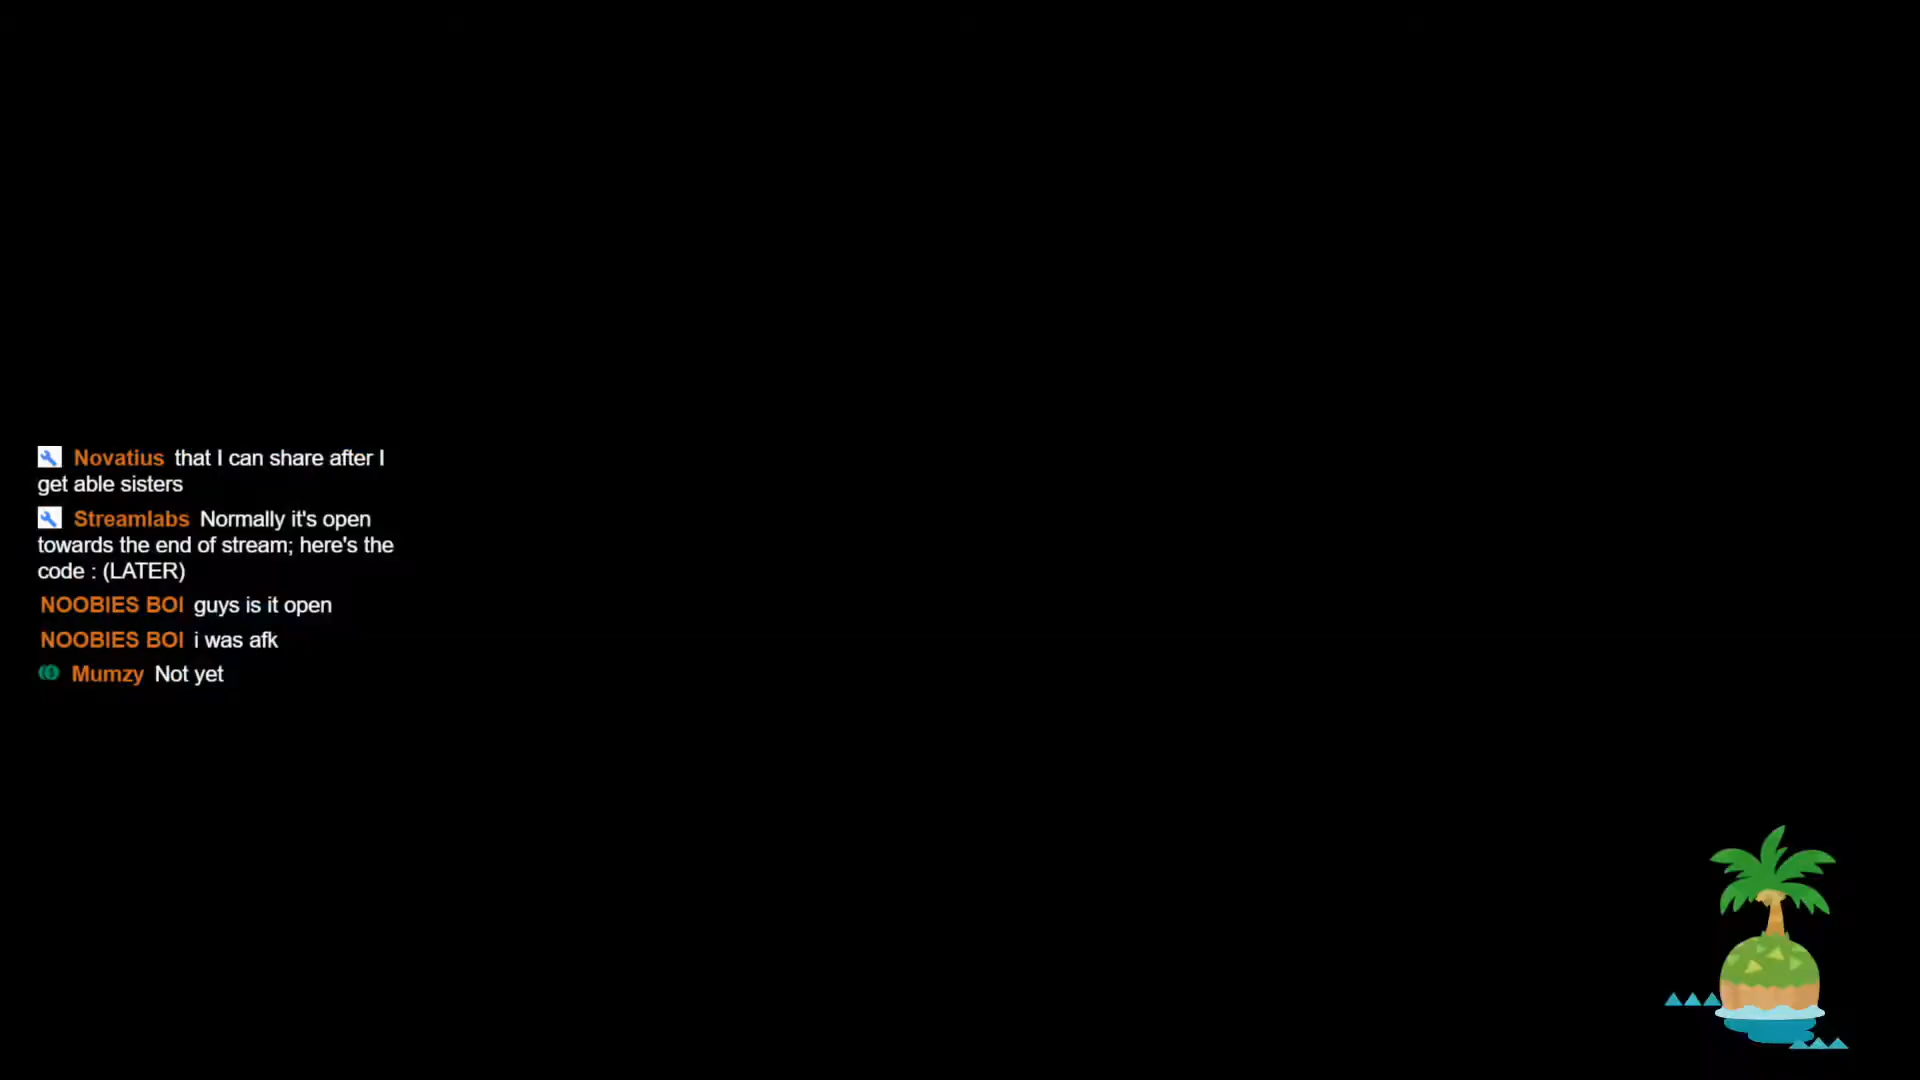 Novatius that I can share after I
get able sisters
Streamlabs Normally it's open
towards the end of stream; here's the
code : (LATER)
NOOBIES BOI guys is it open
NOOBIES BOI i was afk
Mumzy Not yet